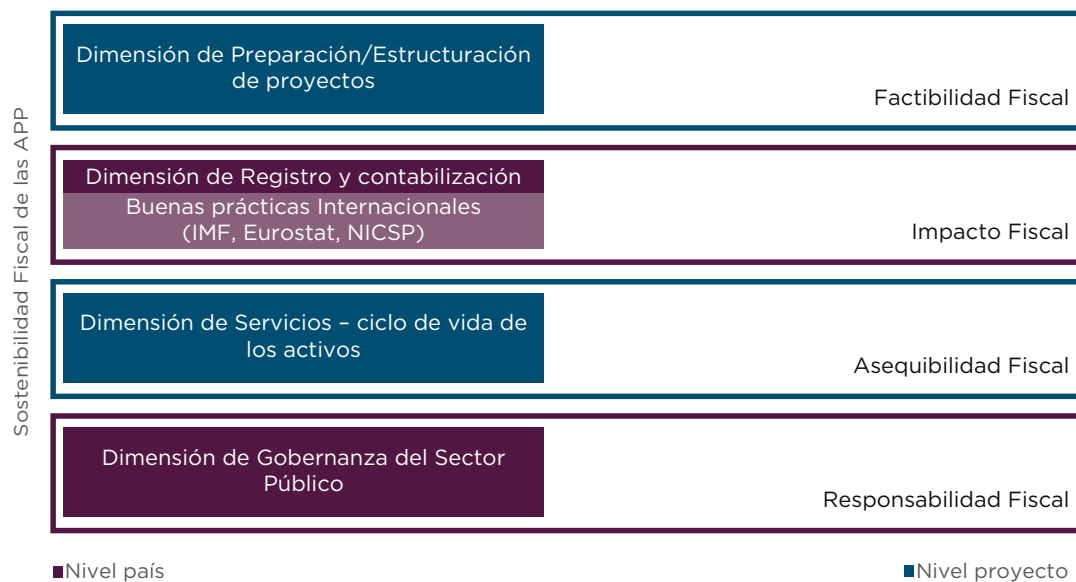 Sostenibilidad Fiscal de las APP
Dimensión de Preparación/Estructuración
de proyectos
Factibilidad Fiscal
Dimensión de Registro y contabilización
Buenas prácticas Internacionales
(IMF, Eurostat, NICSP)
Impacto Fiscal
Dimensión de Servicios – ciclo de vida de
los activos
Asequibilidad Fiscal
Dimensión de Gobernanza del Sector
Público
Responsabilidad Fiscal
Nivel país
Nivel proyecto